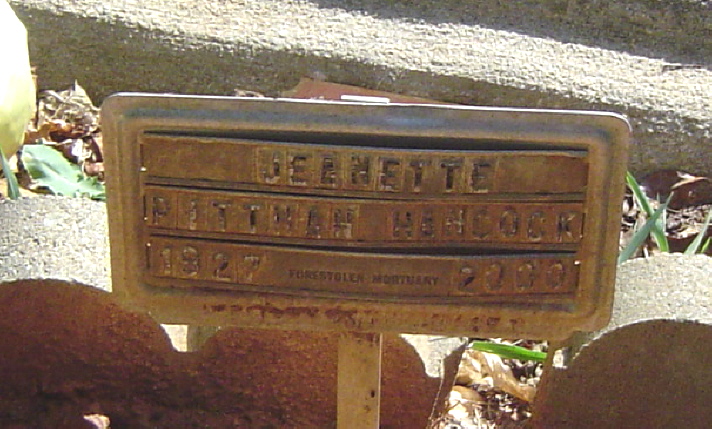 JEANETTE
PITTMAN HANCOCK
1927 FORESTOLEN MORTUARY 2000